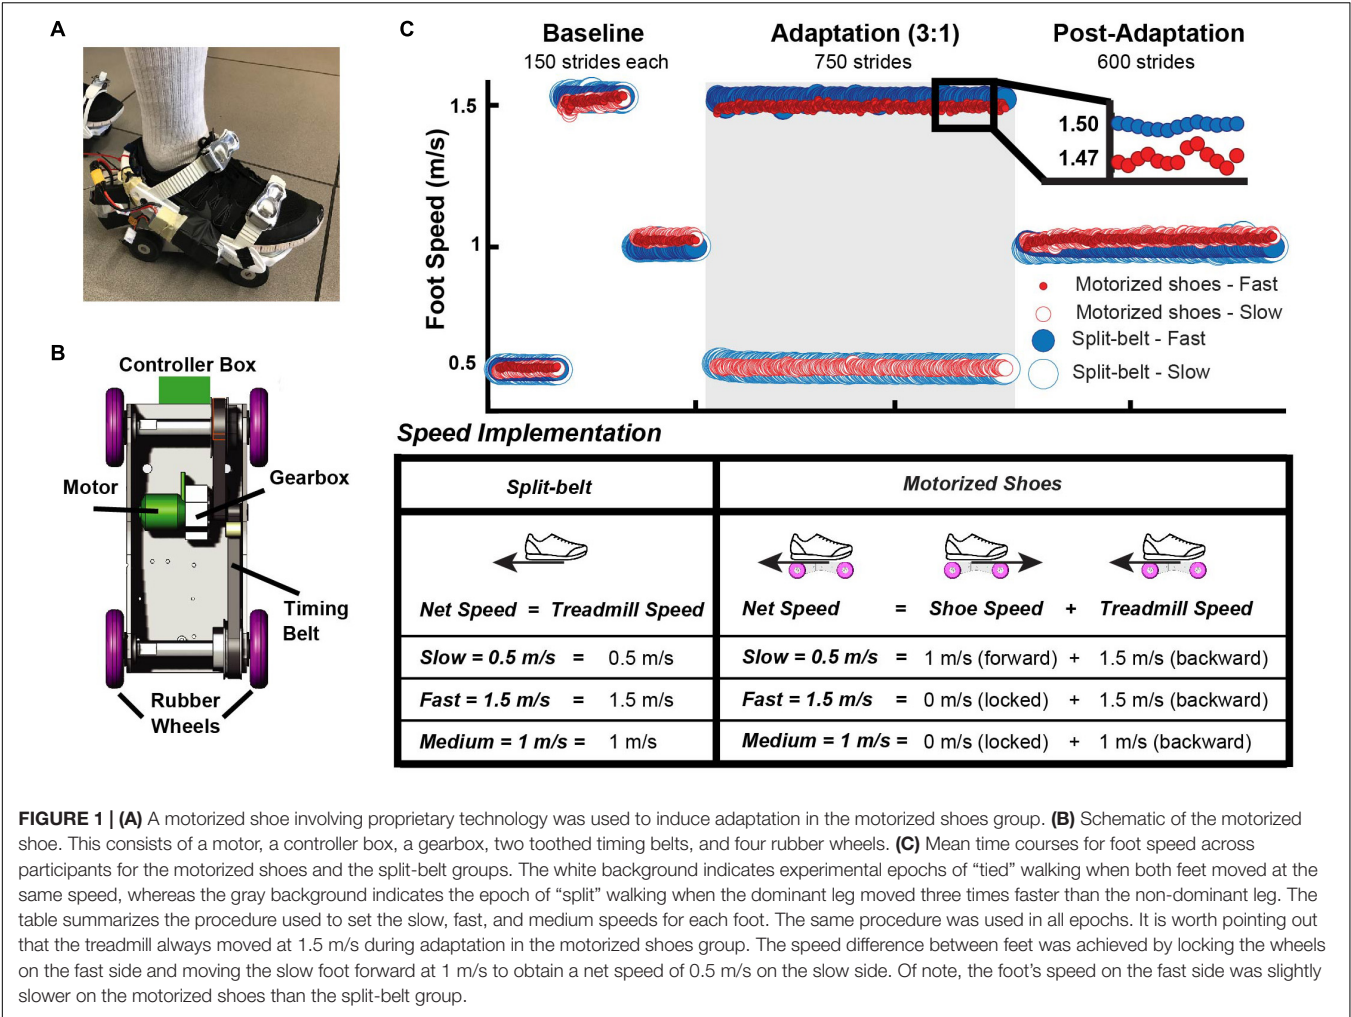 A
C
Baseline
150 strides each
Adaptation (3:1)
750 strides
Post-Adaptation
600 strides
Foot Speed (m/s)
1.5
1
0.5
1.50
1.47
Motorized shoes - Fast
Motorized shoes - Slow
Split-belt - Fast
Split-belt - Slow
B
Controller Box
Motor
Gearbox
Timing
Belt
Rubber
Wheels
Speed Implementation
Split-belt
Motorized Shoes
Net Speed = Treadmill Speed
Net Speed = Shoe Speed + Treadmill Speed
Slow = 0.5 m/s = 0.5 m/s
Slow = 0.5 m/s = 1 m/s (forward) + 1.5 m/s (backward)
Fast = 1.5 m/s = 1.5 m/s
Fast = 1.5 m/s = 0 m/s (locked) + 1.5 m/s (backward)
Medium = 1 m/s = 1 m/s
Medium = 1 m/s = 0 m/s (locked) + 1 m/s (backward)
FIGURE 1 | (A) A motorized shoe involving proprietary technology was used to induce adaptation in the motorized shoes group. (B) Schematic of the motorized
shoe. This consists of a motor, a controller box, a gearbox, two toothed timing belts, and four rubber wheels. (C) Mean time courses for foot speed across
participants for the motorized shoes and the split-belt groups. The white background indicates experimental epochs of “tied” walking when both feet moved at the
same speed, whereas the gray background indicates the epoch of “split” walking when the dominant leg moved three times faster than the non-dominant leg. The
table summarizes the procedure used to set the slow, fast, and medium speeds for each foot. The same procedure was used in all epochs. It is worth pointing out
that the treadmill always moved at 1.5 m/s during adaptation in the motorized shoes group. The speed difference between feet was achieved by locking the wheels
on the fast side and moving the slow foot forward at 1 m/s to obtain a net speed of 0.5 m/s on the slow side. Of note, the foot’s speed on the fast side was slightly
slower on the motorized shoes than the split-belt group.